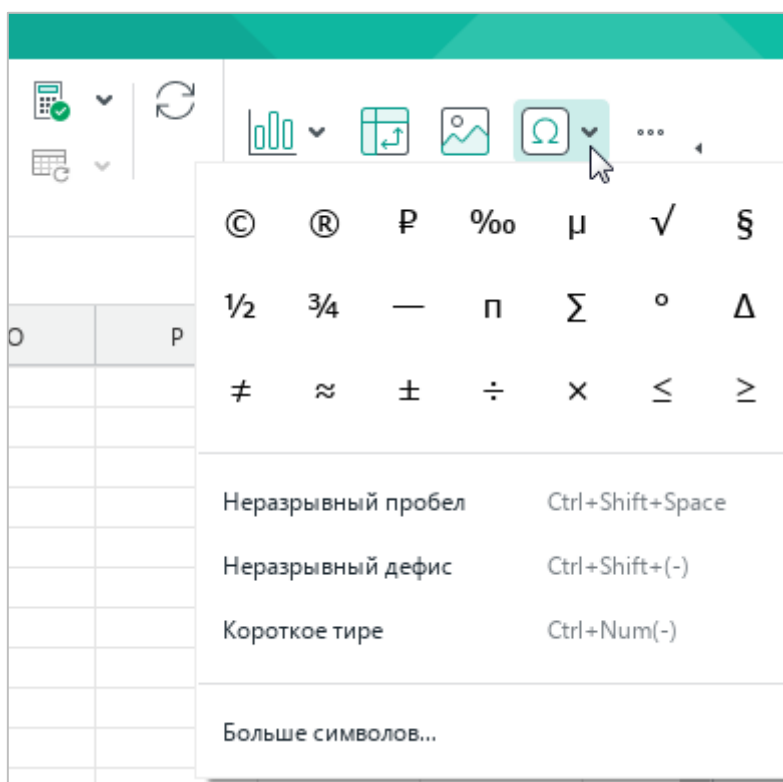 Ω
© ® ₽ ‰ µ √ §
½ ¾ — п Σ ° Δ
O P
≠ ≈ ± ÷ × ≤ ≥
Неразрывный пробел Ctrl+Shift+Space
Неразрывный дефис Ctrl+Shift+(-)
Короткое тире Ctrl+Num(-)
Больше символов...